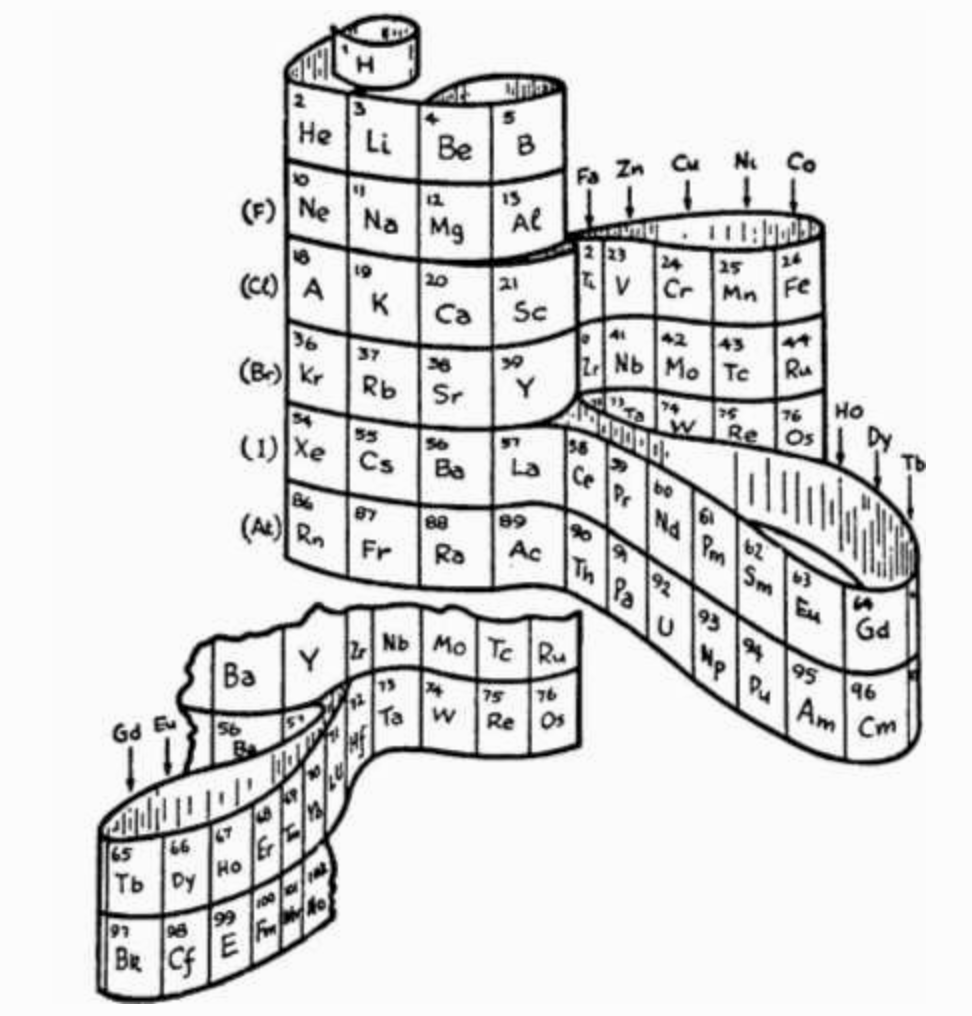 1
H
2 3 4 5
He Li Be B
Fa Zn Cu Ni Co
10 11 12 13
(F) Ne Na Mg Al
18 19 20 21 2 23 24 25 26
(Cl) A K Ca Sc Ti V Cr Mn Fe
36 37 38 39 41 42 43 44
(Br) Kr Rb Sr Y Zr Nb Mo Tc Ru
73 74 75 76
Ta W Re Os
Ho
Dy
Tb
54 55 56 57 58 59 60 61 62 63 64
(I) Xe Cs Ba La Ce Pr Nd Pm Sm Eu Gd
86 87 88 89 90 91 92 93 94 95 96
(At) Rn Fr Ra Ac Th Pa U Np Pu Am Cm
Ba Y Zr Nb Mo Tc Ru
56 57 71 72 73 74 75 76
Ba Lu Hf Ta W Re Os
Gd Eu
65 66 67 68 69 70
Tb Dy Ho Er Tm Yb
97 98 99 100 101 102
Bk Cf E Fm No